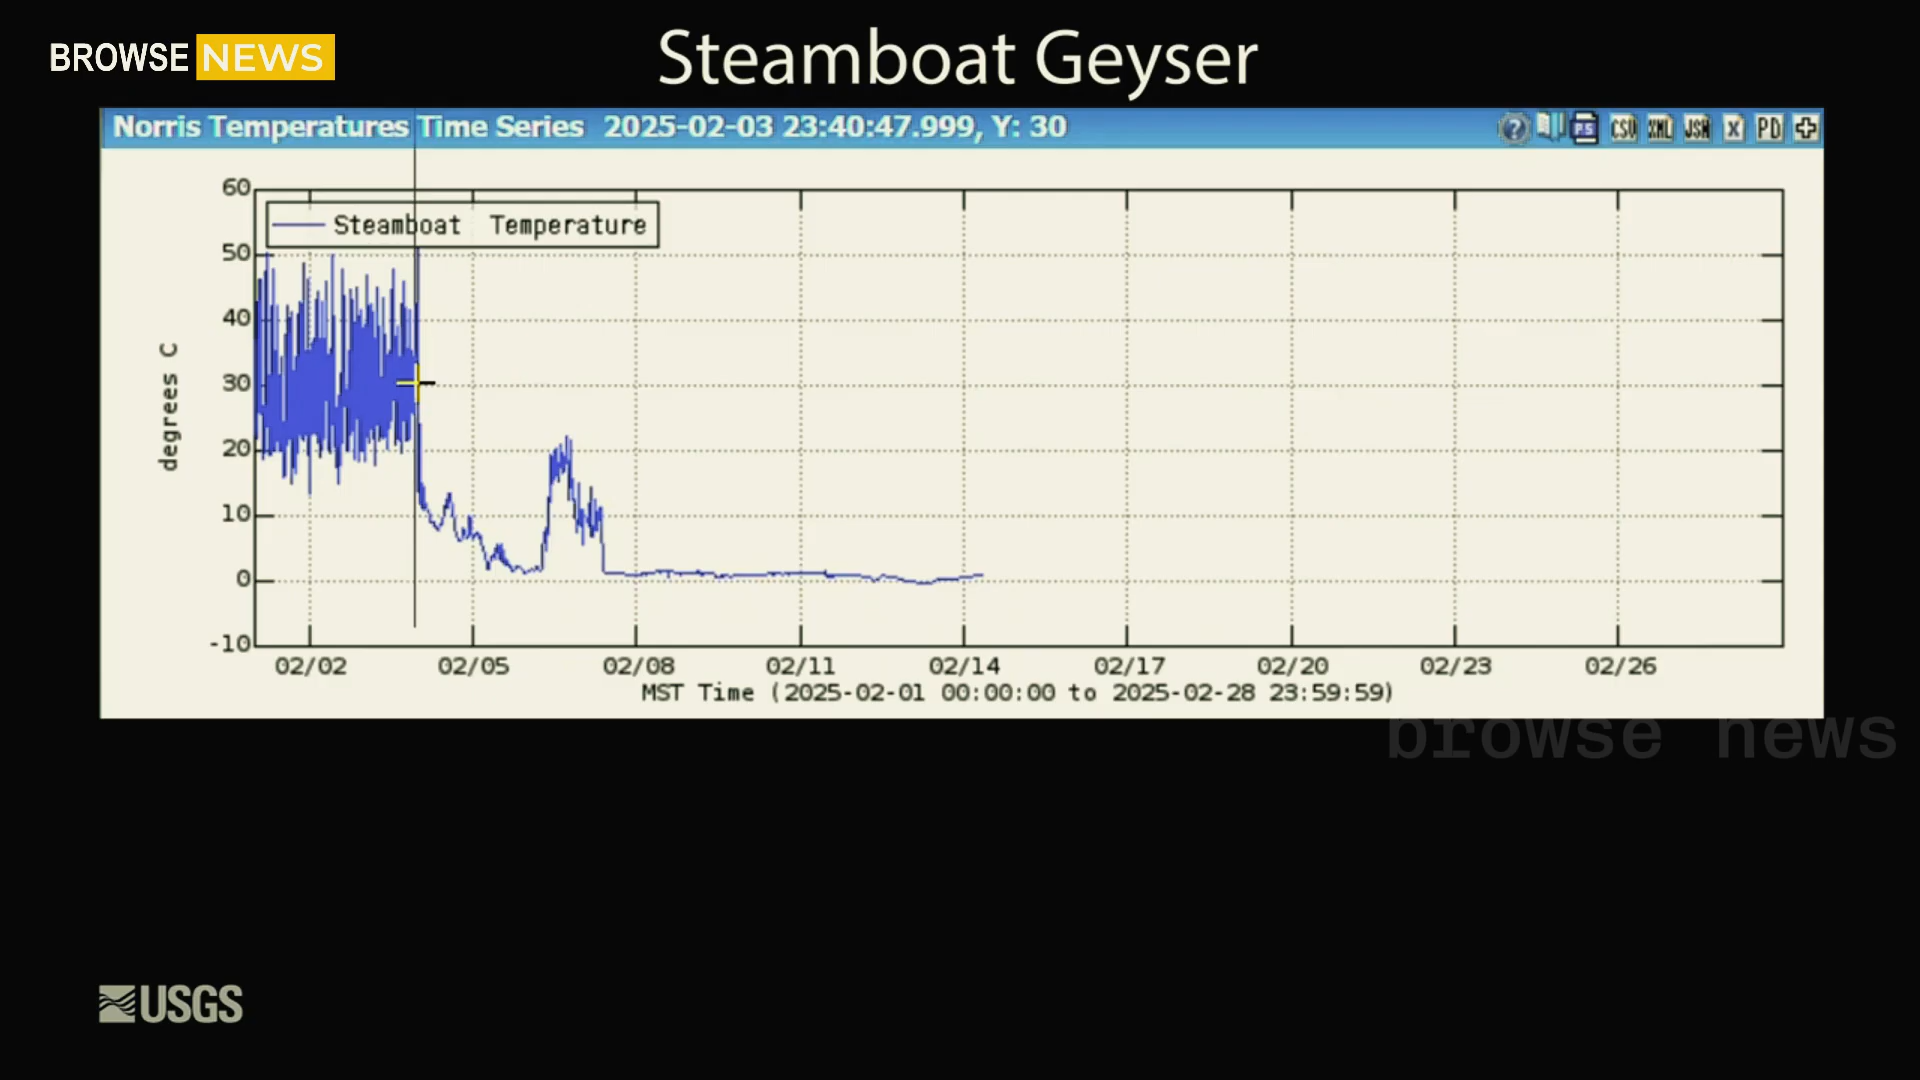 BROWSE NEWS
Steamboat Geyser
Norris Temperatures Time Series 2025-02-03 23:40:47.999, Y: 30
? PS CSV XML JSN X PD
Steamboat Temperature
60
50
40
30
20
10
0
-10
degrees C
02/02 02/05 02/08 02/11 02/14 02/17 02/20 02/23 02/26
MST Time (2025-02-01 00:00:00 to 2025-02-28 23:59:59)
browse news
USGS